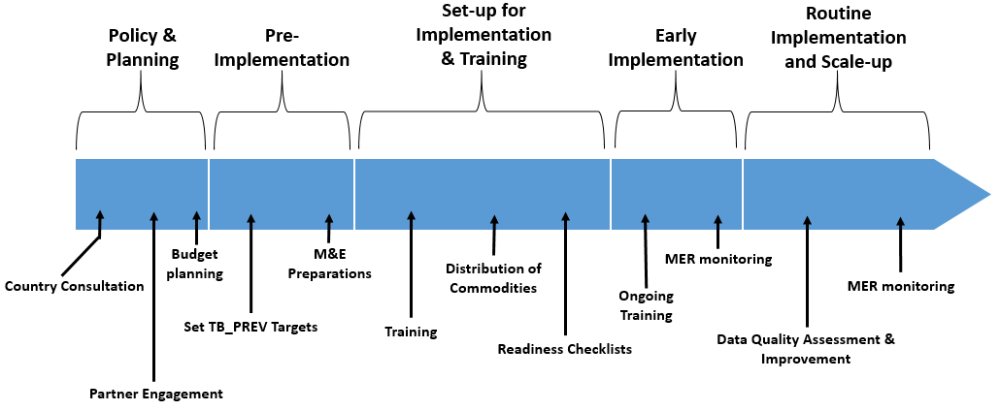 Policy &
Planning
Pre-
Implementation
Set-up for
Implementation
& Training
Early
Implementation
Routine
Implementation
and Scale-up
Country Consultation
Partner Engagement
Budget
planning
Set TB_PREV Targets
M&E
Preparations
Training
Distribution of
Commodities
Readiness Checklists
Ongoing
Training
MER monitoring
Data Quality Assessment &
Improvement
MER monitoring